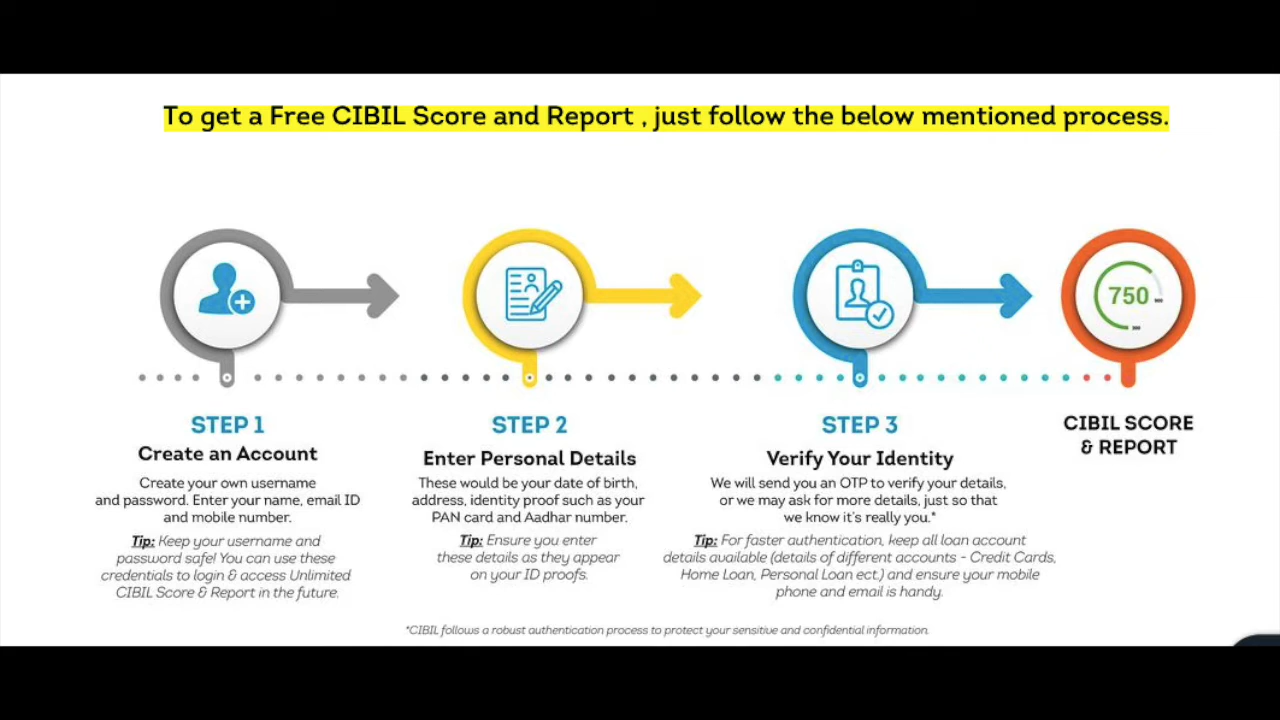 To get a Free CIBIL Score and Report , just follow the below mentioned process.
750
STEP 1
Create an Account
Create your own username
and password. Enter your name, email ID
and mobile number.
Tip: Keep your username and
password safe! You can use these
credentials to login & access Unlimited
CIBIL Score & Report in the future.
STEP 2
Enter Personal Details
These would be your date of birth,
address, identity proof such as your
PAN card and Aadhar number.
Tip: Ensure you enter
these details as they appear
on your ID proofs.
STEP 3
Verify Your Identity
We will send you an OTP to verify your details,
or we may ask for more details, just so that
we know it's really you.*
Tip: For faster authentication, keep all loan account
details available (details of different accounts - Credit Cards,
Home Loan, Personal Loan ect.) and ensure your mobile
phone and email is handy.
CIBIL SCORE
& REPORT
*CIBIL follows a robust authentication process to protect your sensitive and confidential information.